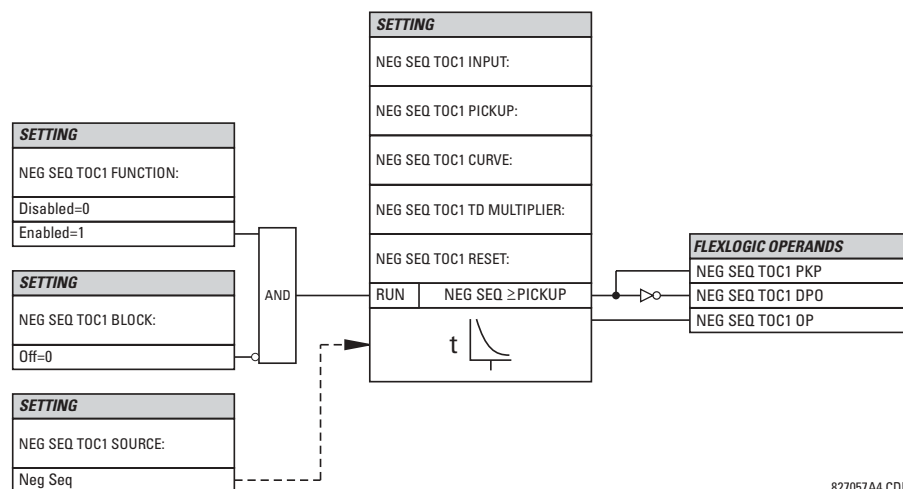 SETTING
NEG SEQ TOC1 FUNCTION:
Disabled=0
Enabled=1
SETTING
NEG SEQ TOC1 BLOCK:
Off=0
SETTING
NEG SEQ TOC1 SOURCE:
Neg Seq
AND
SETTING
NEG SEQ TOC1 INPUT:
NEG SEQ TOC1 PICKUP:
NEG SEQ TOC1 CURVE:
NEG SEQ TOC1 TD MULTIPLIER:
NEG SEQ TOC1 RESET:
RUN NEG SEQ ≥PICKUP
t
FLEXLOGIC OPERANDS
NEG SEQ TOC1 PKP
NEG SEQ TOC1 DPO
NEG SEQ TOC1 OP